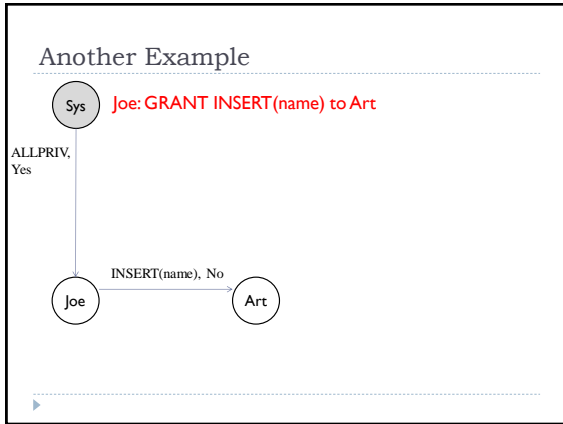 Another Example
Sys
Joe: GRANT INSERT(name) to Art
ALLPRIV,
Yes
INSERT(name), No
Joe
Art